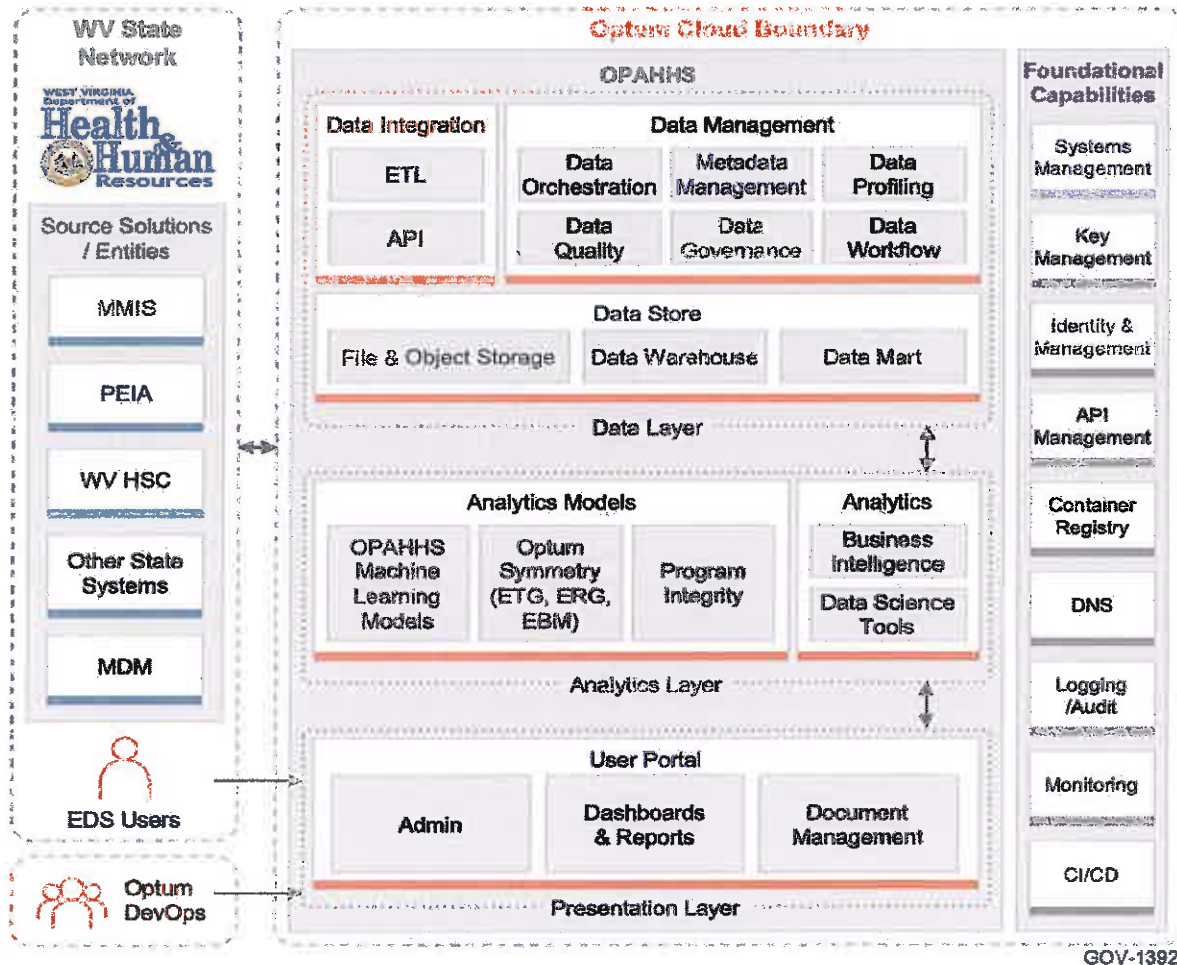 WV State
Network
WEST VIRGINIA
Department of
Health
&
Human
Resources
Source Solutions
/ Entities
MMIS
PEIA
WV HSC
Other State
Systems
MDM
EDS Users
Optum
DevOps
Optum Cloud Boundary
OPAHHS
Data Integration
ETL
API
Data Management
Data
Orchestration
Metadata
Management
Data
Profiling
Data
Quality
Data
Governance
Data
Workflow
Data Store
File & Object Storage
Data Warehouse
Data Mart
Data Layer
Analytics Models
OPAHHS
Machine
Learning
Models
Optum
Symmetry
(ETG, ERG,
EBM)
Program
Integrity
Analytics
Business
Intelligence
Data Science
Tools
Analytics Layer
User Portal
Admin
Dashboards
& Reports
Document
Management
Presentation Layer
Foundational
Capabilities
Systems
Management
Key
Management
Identity &
Management
API
Management
Container
Registry
DNS
Logging
/Audit
Monitoring
CI/CD
GOV-1392